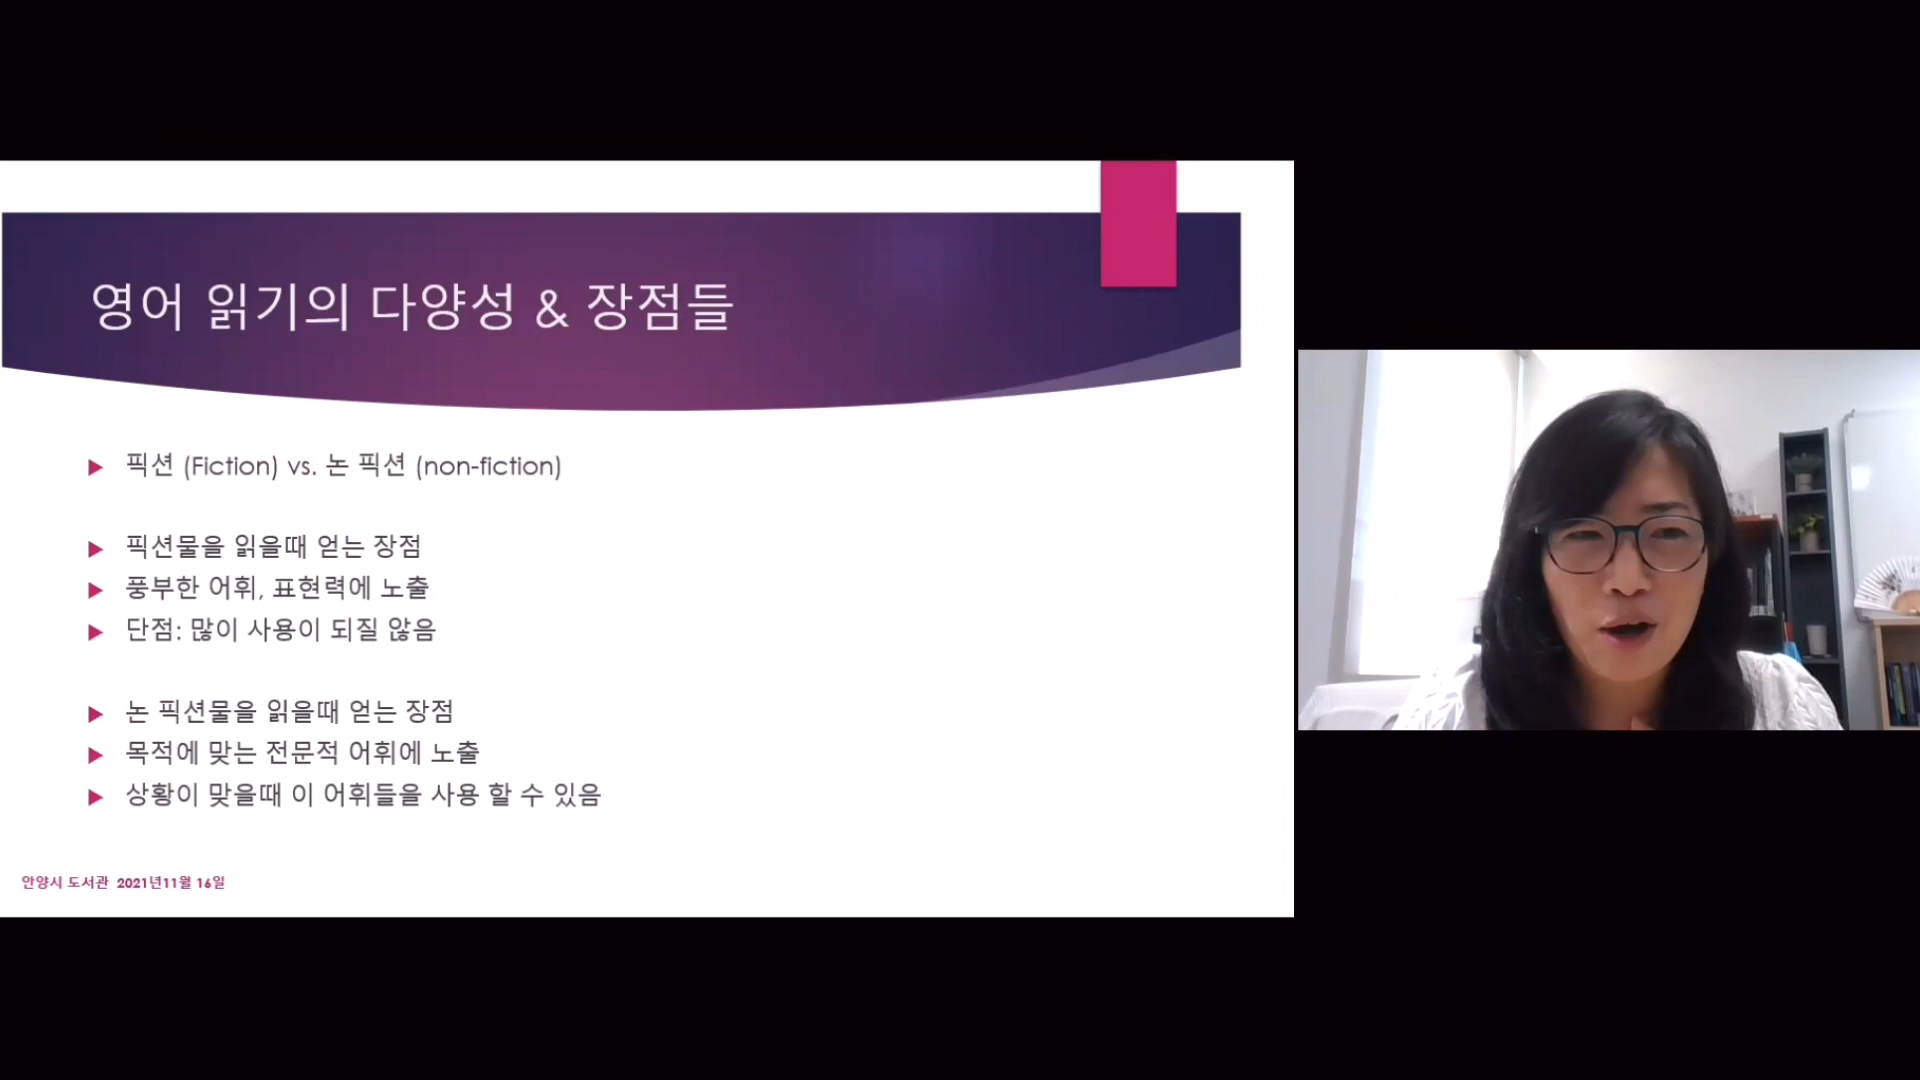 영어 읽기의 다양성 & 장점들
픽션 (Fiction) vs. 논 픽션 (non-fiction)
픽션물을 읽을때 얻는 장점
풍부한 어휘, 표현력에 노출
단점: 많이 사용이 되질 않음
논 픽션물을 읽을때 얻는 장점
목적에 맞는 전문적 어휘에 노출
상황이 맞을때 이 어휘들을 사용 할 수 있음
안양시 도서관 2021년11월 16일